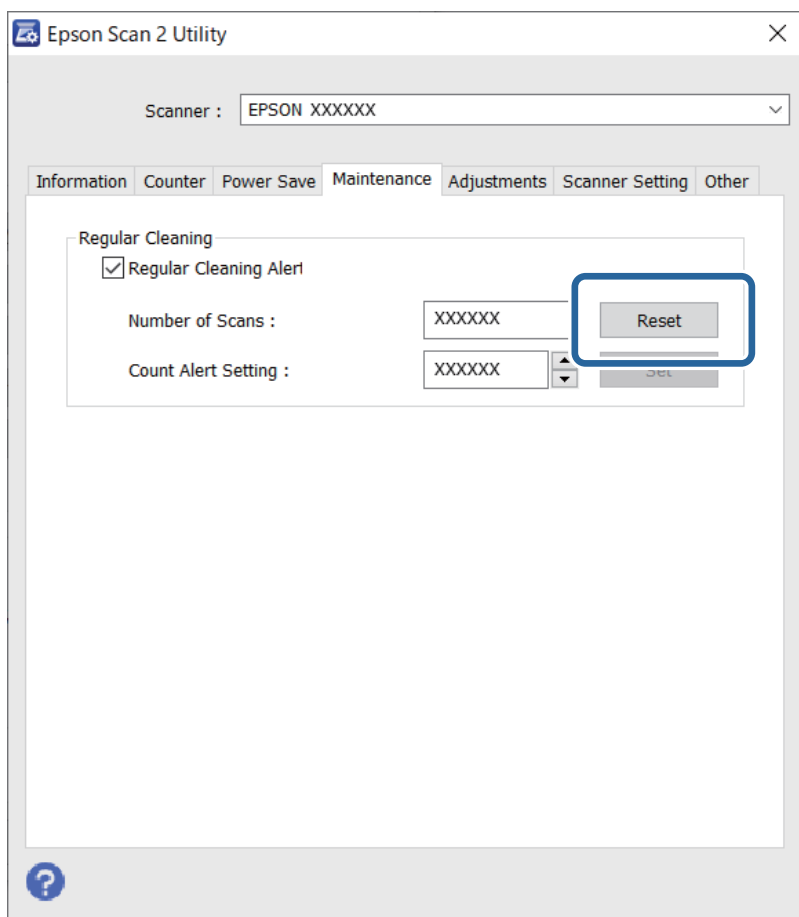 Epson Scan 2 Utility
Scanner : EPSON XXXXXX
Information Counter Power Save Maintenance Adjustments Scanner Setting Other
Regular Cleaning
Regular Cleaning Alert
Number of Scans : XXXXXX Reset
Count Alert Setting : XXXXXX Set
?